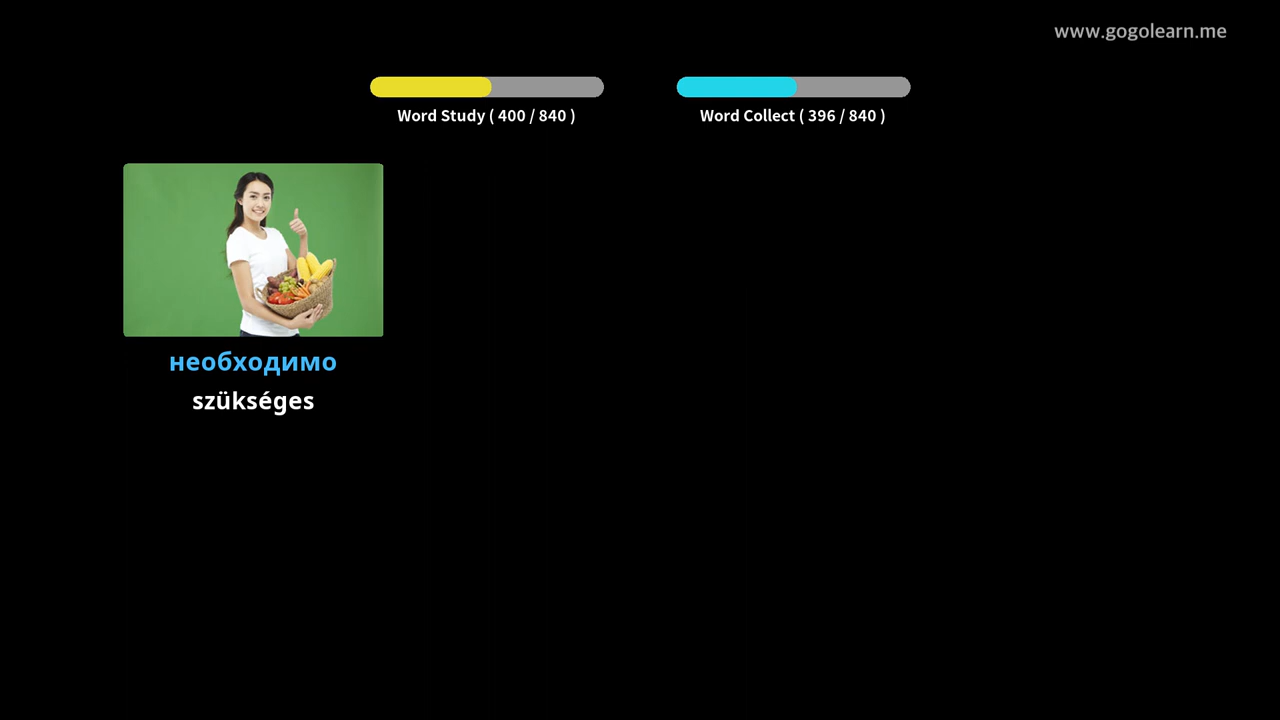 www.gogolearn.me
Word Study ( 400 / 840 )
Word Collect ( 396 / 840 )
необходимо
szükséges